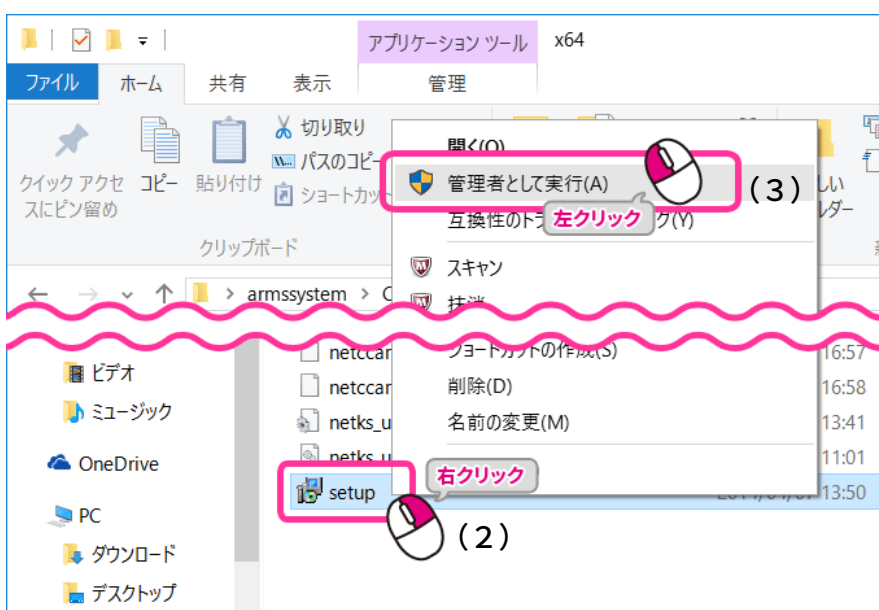 アプリケーション ツール
x64
ファイル
ホーム
共有
表示
管理
クイック アクセ
スにピン留め
コピー
貼り付け
切り取り
パスのコピー
ショートカッ
クリップボード
開く(O)
管理者として実行(A)
(3)
左クリック
互換性のトラ
ク(Y)
スキャン
しい
ルダー
armssystem
ビデオ
ミュージック
OneDrive
PC
ダウンロード
デスクトップ
netccar
netccar
netks_u
netks_u
setup
ショートカットの作成(S)
削除(D)
名前の変更(M)
右クリック
(2)
16:57
16:58
13:41
11:01
13:50